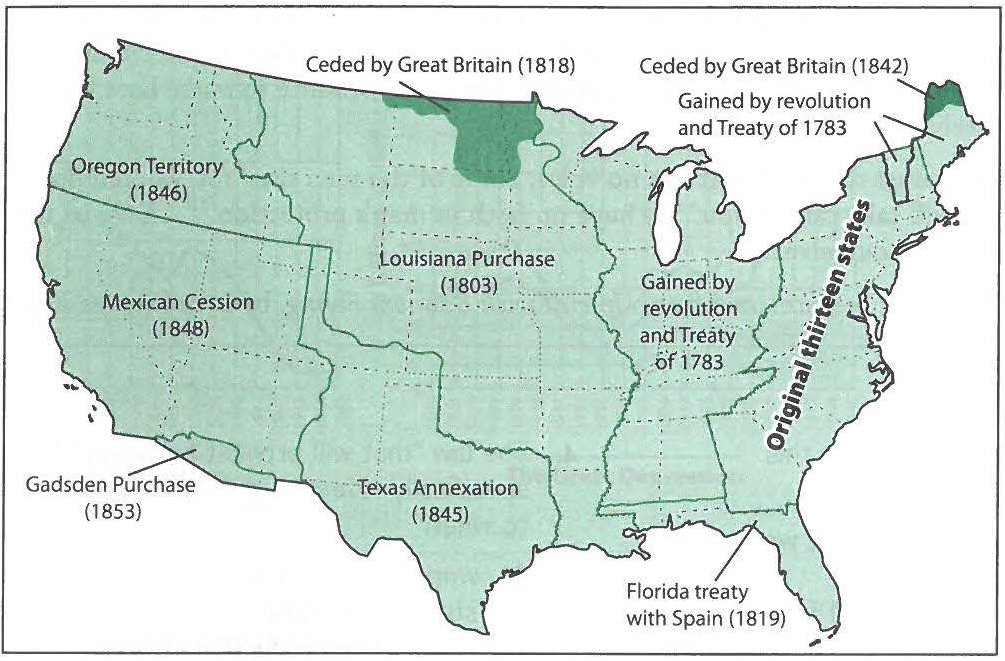 Ceded by Great Britain (1818)
Ceded by Great Britain (1842)
Gained by revolution
and Treaty of 1783
Oregon Territory
(1846)
Louisiana Purchase
(1803)
Mexican Cession
(1848)
Gained by
revolution
and Treaty
of 1783
Original thirteen states
Gadsden Purchase
(1853)
Texas Annexation
(1845)
Florida treaty
with Spain (1819)